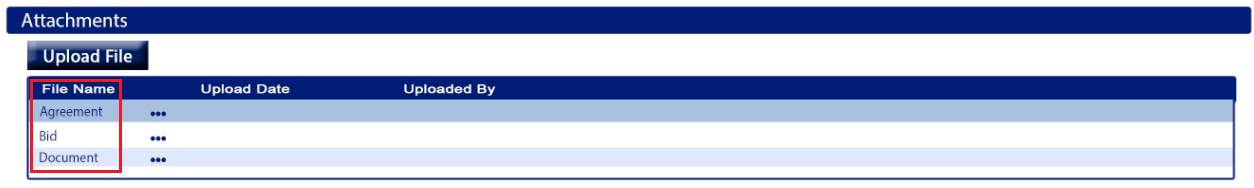 Attachments
Upload File
File Name Upload Date Uploaded By
Agreement •••
Bid •••
Document •••